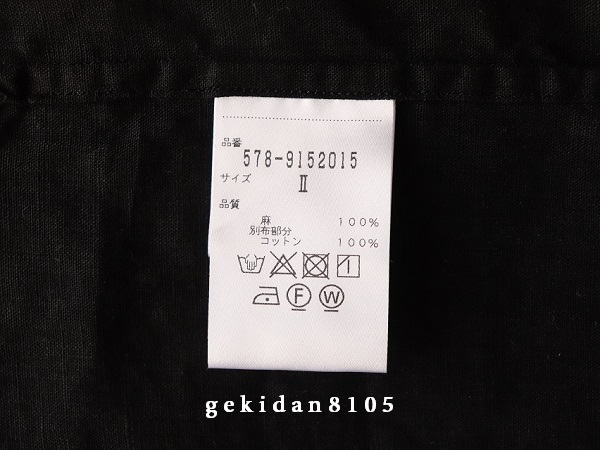 品番
578-9152015
サイズ Ⅱ
品質
麻 100%
別布部分
コットン 100%
F W
gekidan8105